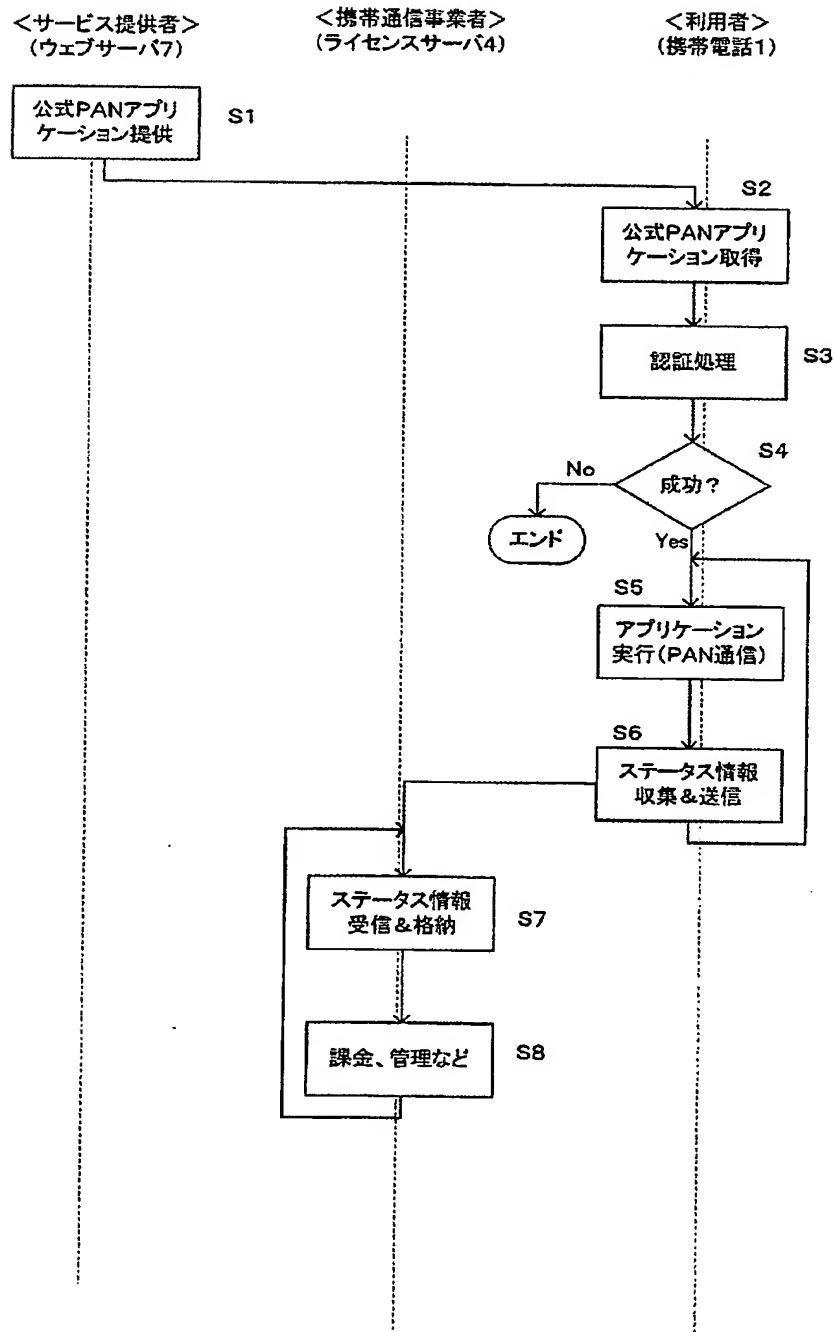 ＜サービス提供者＞
(ウェブサーバ7)
＜携帯通信事業者＞
(ライセンスサーバ4)
＜利用者＞
(携帯電話1)
公式PANアプリ
ケーション提供
S1
S2
公式PANアプリ
ケーション取得
認証処理
S3
S4
成功？
No
エンド
Yes
S5
アプリケーション
実行(PAN通信)
S6
ステータス情報
収集＆送信
ステータス情報
受信＆格納
S7
課金、管理など
S8